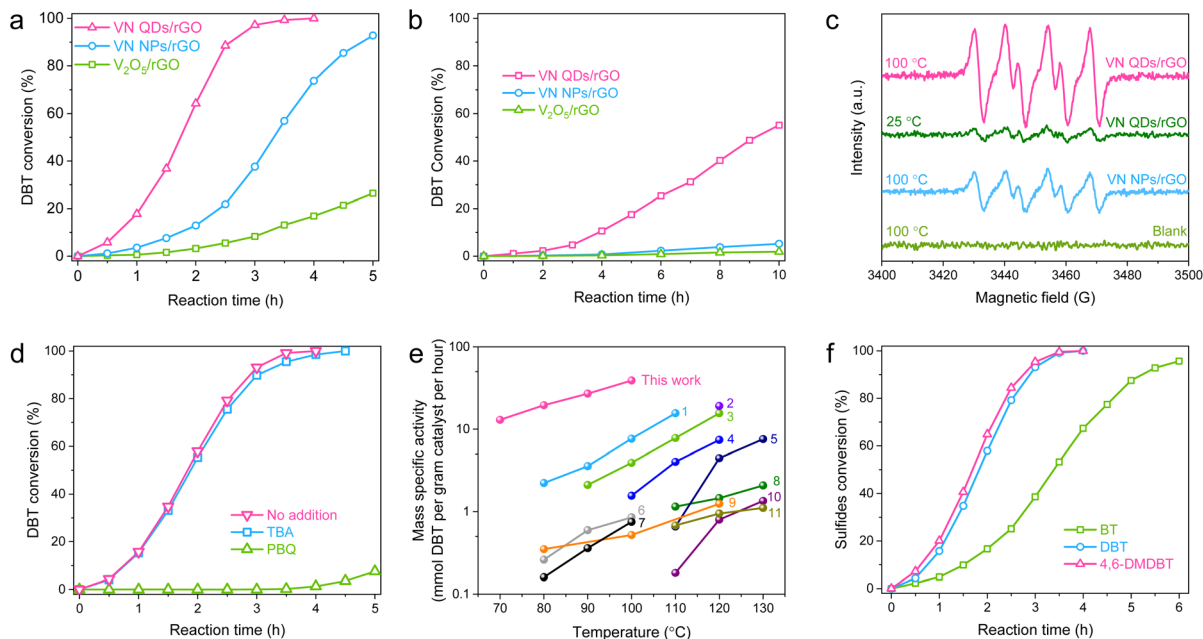 a
VN QDs/rGO
VN NPs/rGO
V₂O₅/rGO
DBT conversion (%)
100
80
60
40
20
0
0 1 2 3 4 5
Reaction time (h)
b
VN QDs/rGO
VN NPs/rGO
V₂O₅/rGO
DBT Conversion (%)
100
80
60
40
20
0
0 2 4 6 8 10
Reaction time (h)
c
100 °C VN QDs/rGO
25 °C VN QDs/rGO
100 °C VN NPs/rGO
100 °C Blank
Intensity (a.u.)
3400 3420 3440 3460 3480 3500
Magnetic field (G)
d
No addition
TBA
PBQ
DBT conversion (%)
100
80
60
40
20
0
0 1 2 3 4 5
Reaction time (h)
e
This work
1
2
3
4
5
6
7
8
9
10
11
Mass specific activity
(mmol DBT per gram catalyst per hour)
100
10
1
0.1
70 80 90 100 110 120 130
Temperature (°C)
f
BT
DBT
4,6-DMDBT
Sulfides conversion (%)
100
80
60
40
20
0
0 1 2 3 4 5 6
Reaction time (h)